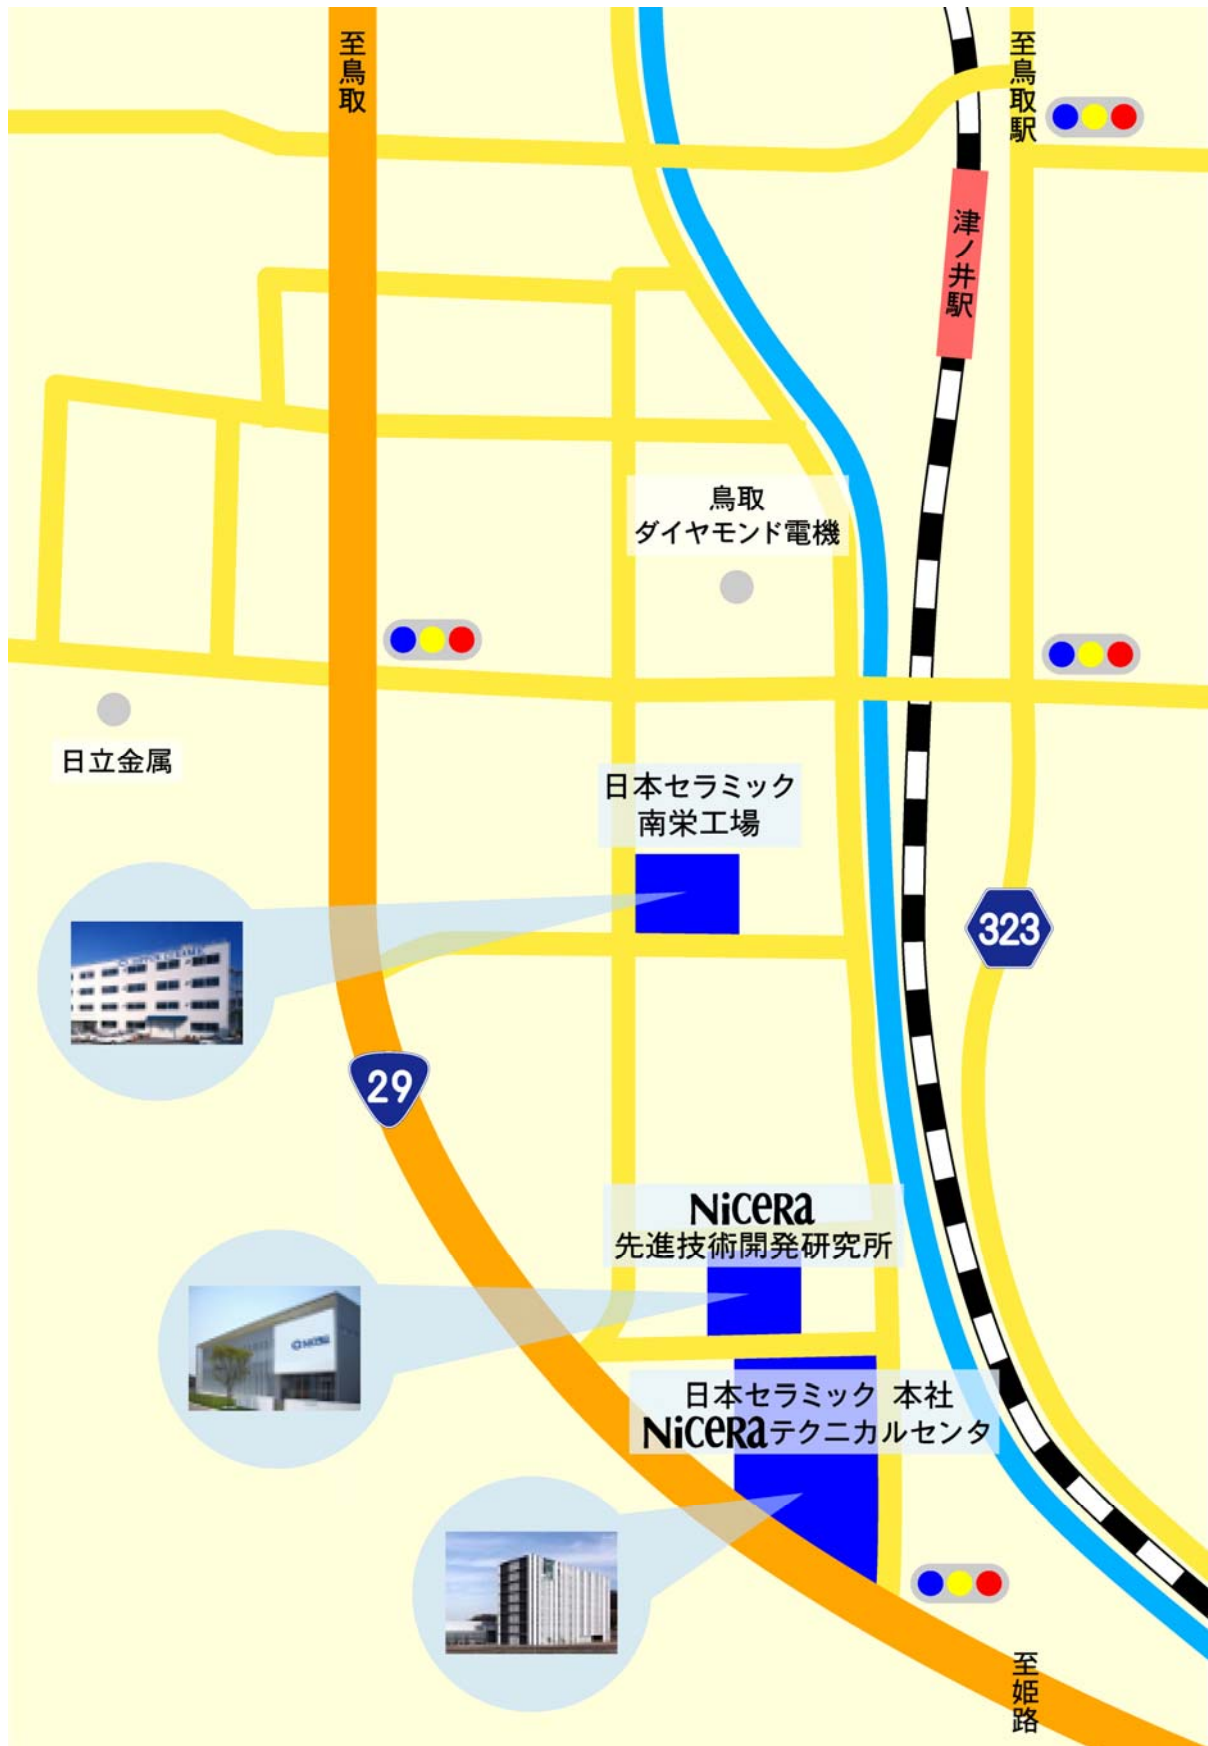 至鳥取
至鳥取駅
津ノ井駅
鳥取
ダイヤモンド電機
日立金属
日本セラミック
南栄工場
323
29
NiCERa
先進技術開発研究所
日本セラミック 本社
NiCERaテクニカルセンタ
至姫路